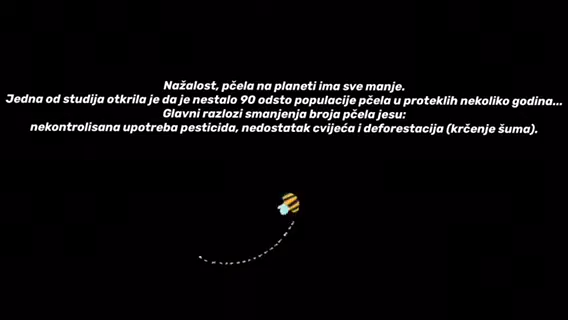 Nažalost, pčela na planeti ima sve manje.
Jedna od studija otkrila je da je nestalo 90 odsto populacije pčela u proteklih nekoliko godina...
Glavni razlozi smanjenja broja pčela jesu:
nekontrolisana upotreba pesticida, nedostatak cvijeća i deforestacija (krčenje šuma).